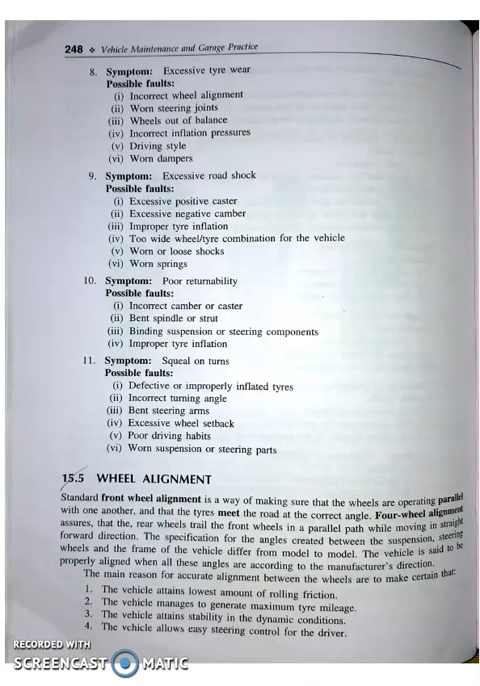 248 ❖ Vehicle Maintenance and Garage Practice
8. Symptom: Excessive tyre wear
Possible faults:
(i) Incorrect wheel alignment
(ii) Worn steering joints
(iii) Wheels out of balance
(iv) Incorrect inflation pressures
(v) Driving style
(vi) Worn dampers
9. Symptom: Excessive road shock
Possible faults:
(i) Excessive positive caster
(ii) Excessive negative camber
(iii) Improper tyre inflation
(iv) Too wide wheel/tyre combination for the vehicle
(v) Worn or loose shocks
(vi) Worn springs
10. Symptom: Poor returnability
Possible faults:
(i) Incorrect camber or caster
(ii) Bent spindle or strut
(iii) Binding suspension or steering components
(iv) Improper tyre inflation
11. Symptom: Squeal on turns
Possible faults:
(i) Defective or improperly inflated tyres
(ii) Incorrect turning angle
(iii) Bent steering arms
(iv) Excessive wheel setback
(v) Poor driving habits
(vi) Worn suspension or steering parts
15.5 WHEEL ALIGNMENT
Standard front wheel alignment is a way of making sure that the wheels are operating parallel
with one another, and that the tyres meet the road at the correct angle. Four-wheel alignment
assures, that the, rear wheels trail the front wheels in a parallel path while moving in straight
forward direction. The specification for the angles created between the suspension, steering
wheels and the frame of the vehicle differ from model to model. The vehicle is said to be
properly aligned when all these angles are according to the manufacturer's direction.
The main reason for accurate alignment between the wheels are to make certain that:
1. The vehicle attains lowest amount of rolling friction.
2. The vehicle manages to generate maximum tyre mileage.
3. The vehicle attains stability in the dynamic conditions.
4. The vehicle allows easy steering control for the driver.
RECORDED WITH
SCREENCAST MATIC